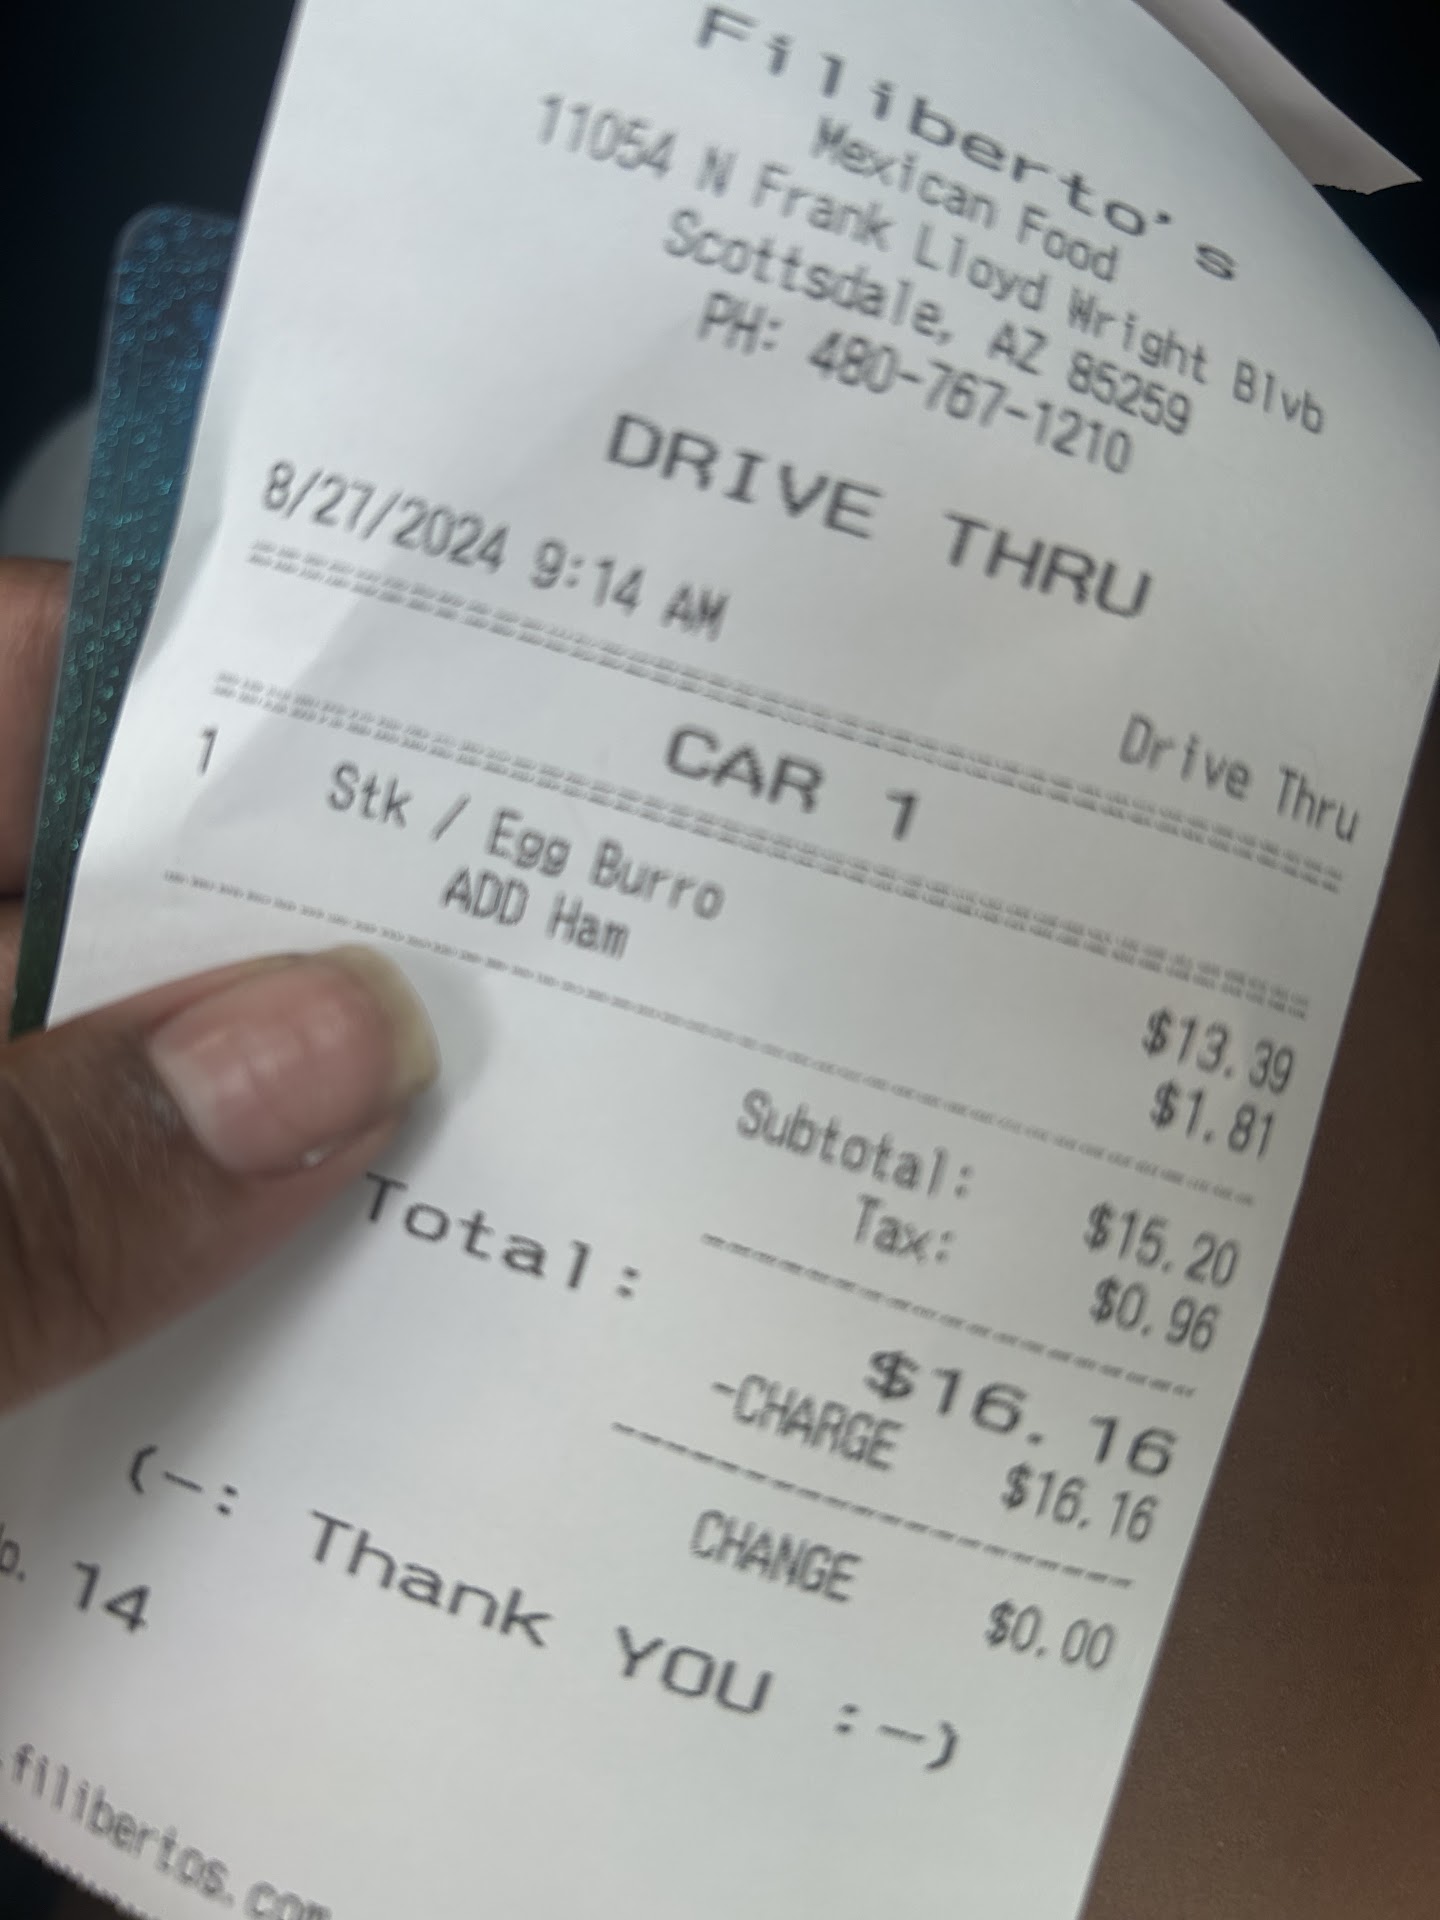 Filiberto's
Mexican Food
11054 N Frank Lloyd Wright Blvb
Scottsdale, AZ 85259
PH: 480-767-1210
DRIVE THRU
8/27/2024 9:14 AM Drive Thru
CAR 1
1 Stk / Egg Burro $13.39
ADD Ham $1.81
Subtotal: $15.20
Tax: $0.96
Total: $16.16
-CHARGE $16.16
CHANGE $0.00
(-: Thank YOU :-)
14
.filibertos.com